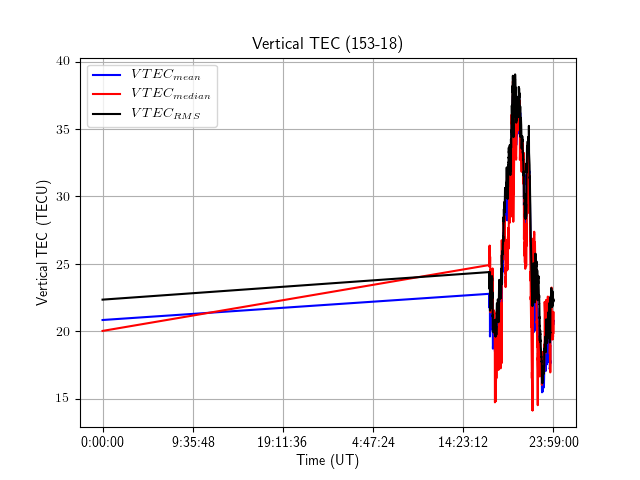 Vertical TEC (153-18)
40
35
30
25
20
15
Vertical TEC (TECU)
VTEC_mean
VTEC_median
VTEC_RMS
0:00:00 9:35:48 19:11:36 4:47:24 14:23:12 23:59:00
Time (UT)